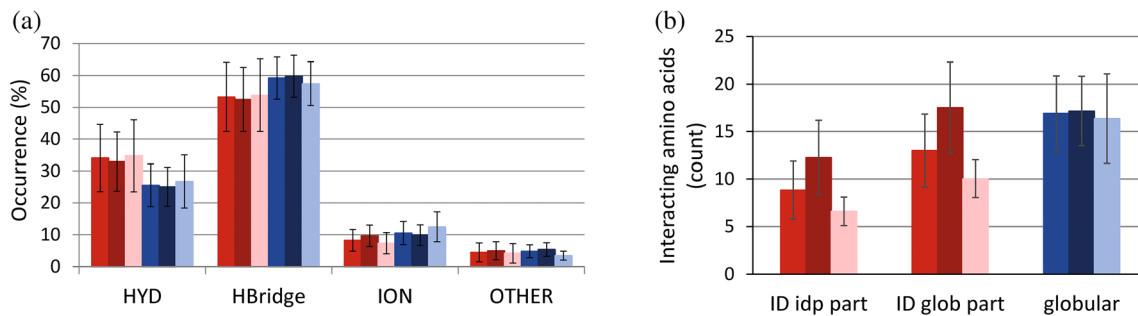 (a)
Occurrence (%)
70
60
50
40
30
20
10
0
HYD HBridge ION OTHER
(b)
Interacting amino acids
(count)
25
20
15
10
5
0
ID idp part ID glob part globular